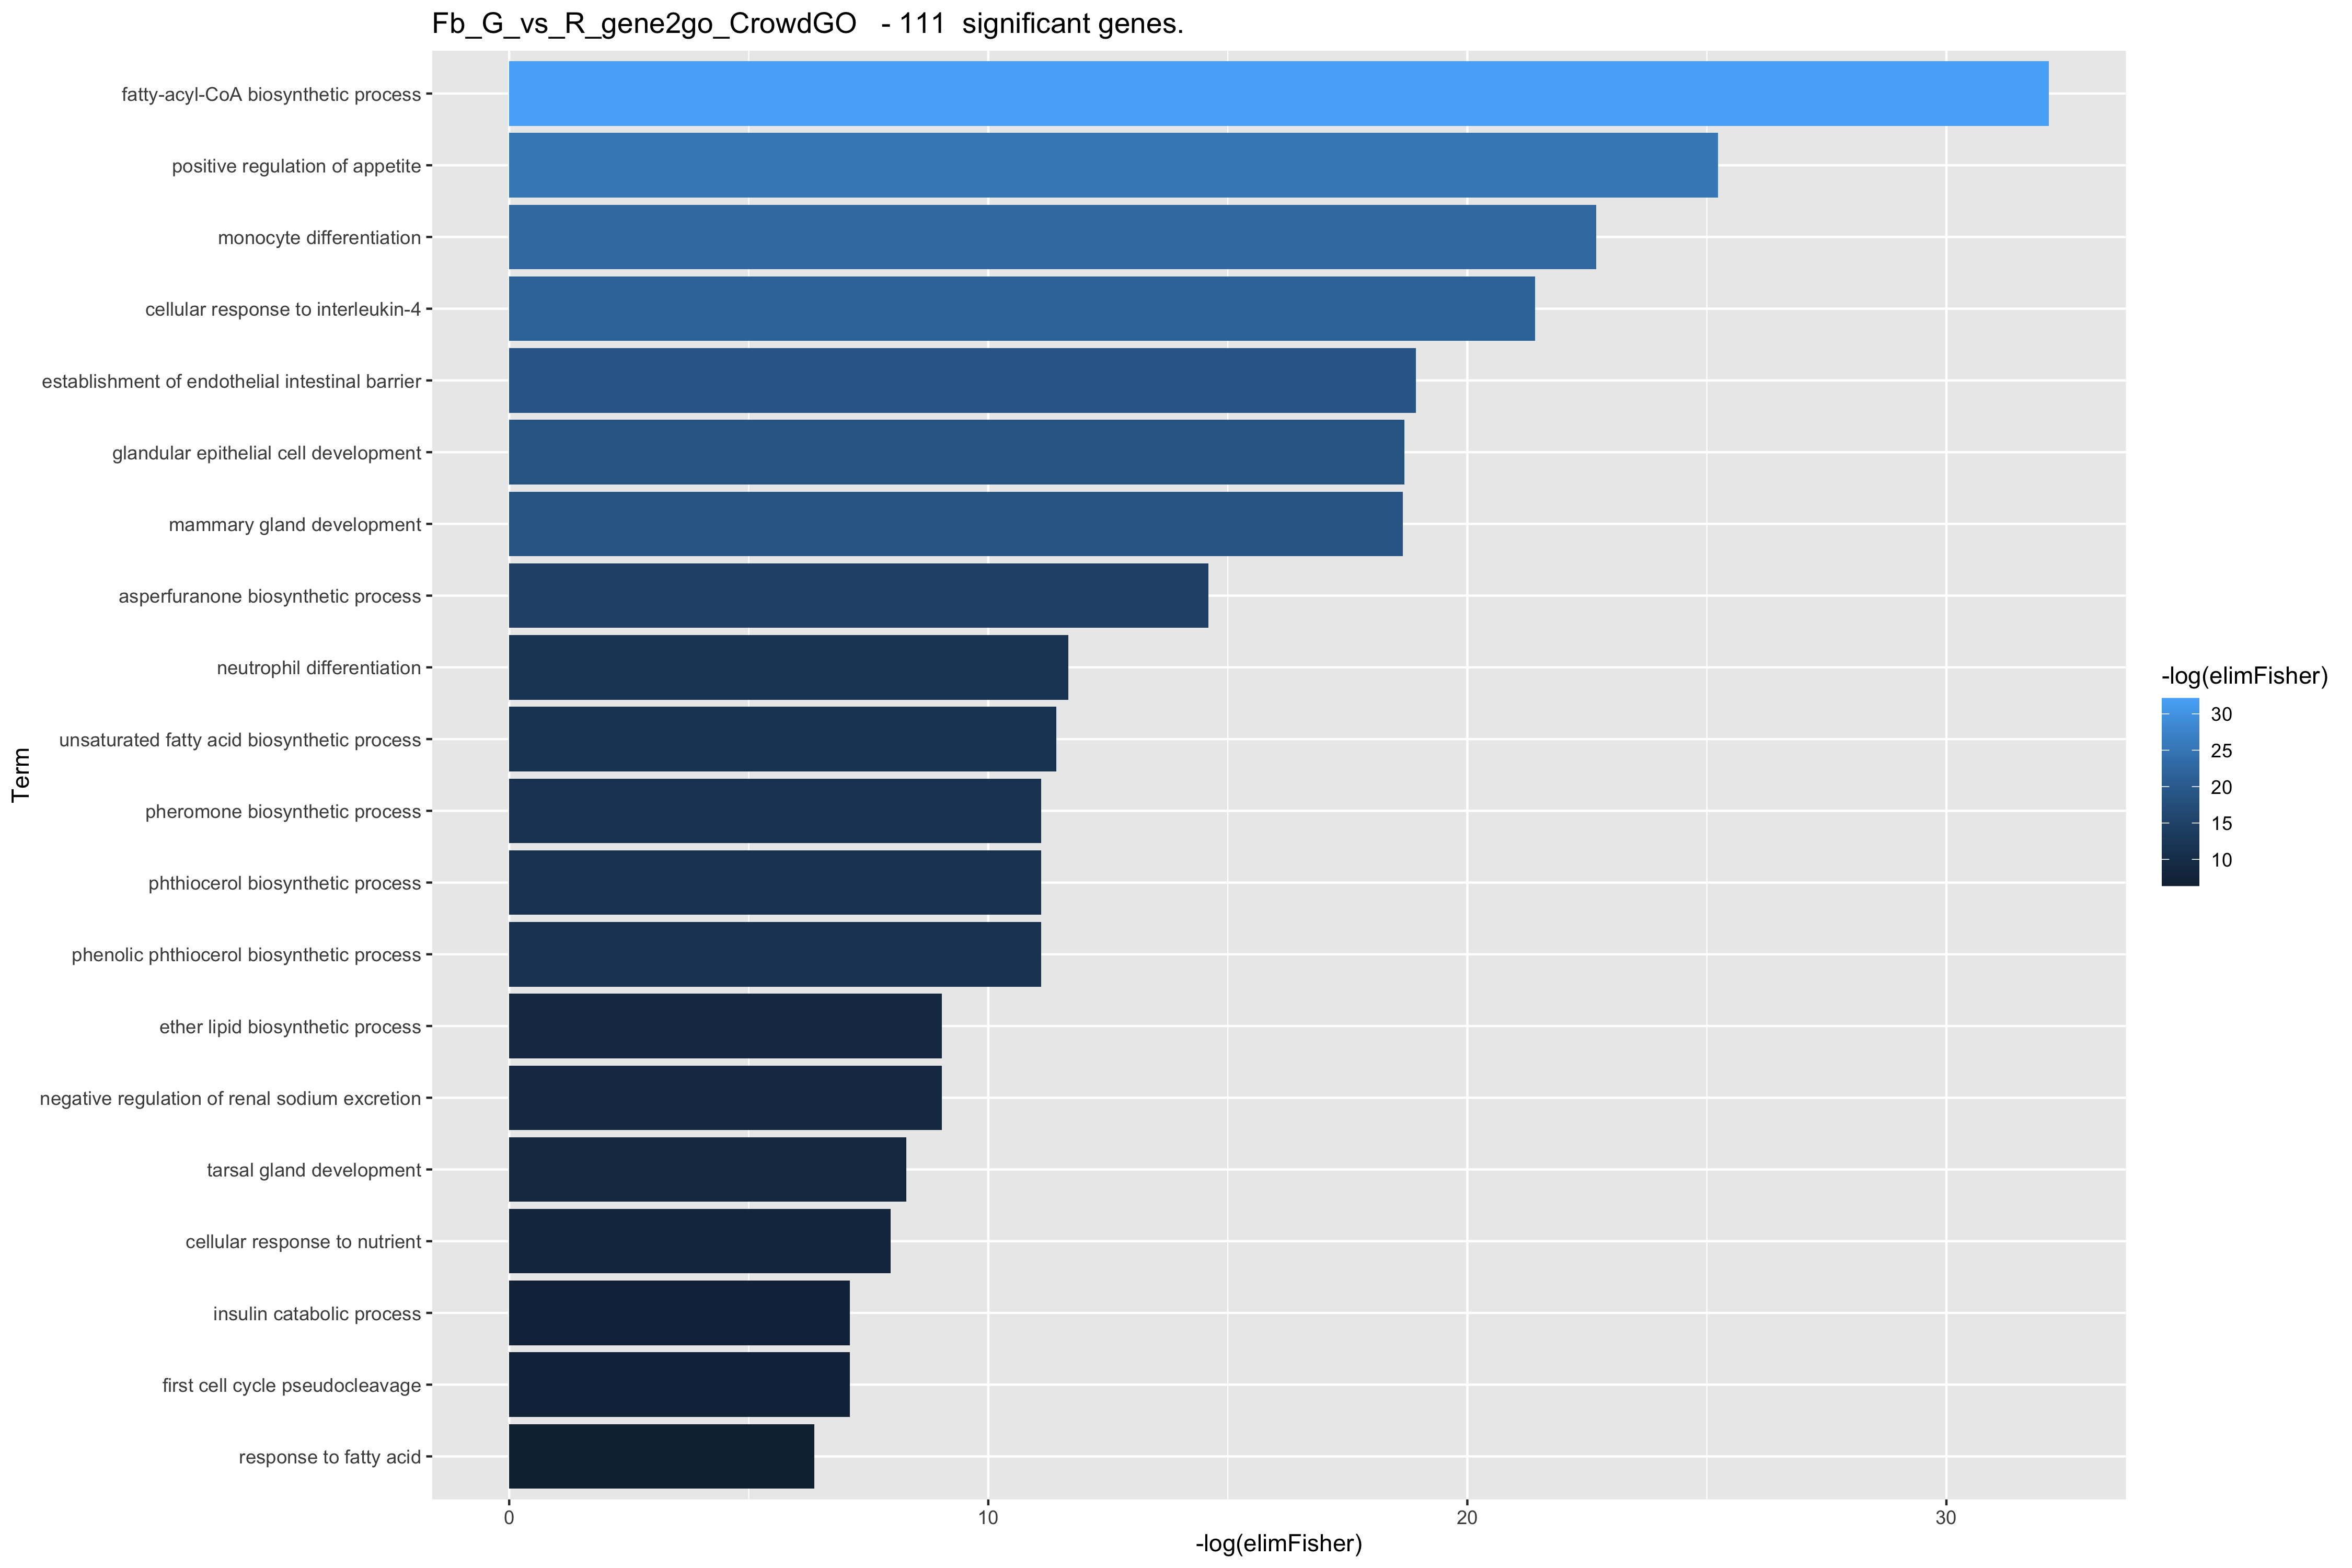 Fb_G_vs_R_gene2go_CrowdGO   - 111  significant genes.
Term
fatty-acyl-CoA biosynthetic process
positive regulation of appetite
monocyte differentiation
cellular response to interleukin-4
establishment of endothelial intestinal barrier
glandular epithelial cell development
mammary gland development
asperfuranone biosynthetic process
neutrophil differentiation
unsaturated fatty acid biosynthetic process
pheromone biosynthetic process
phthiocerol biosynthetic process
phenolic phthiocerol biosynthetic process
ether lipid biosynthetic process
negative regulation of renal sodium excretion
tarsal gland development
cellular response to nutrient
insulin catabolic process
first cell cycle pseudocleavage
response to fatty acid
0 10 20 30
-log(elimFisher)
-log(elimFisher)
30
25
20
15
10